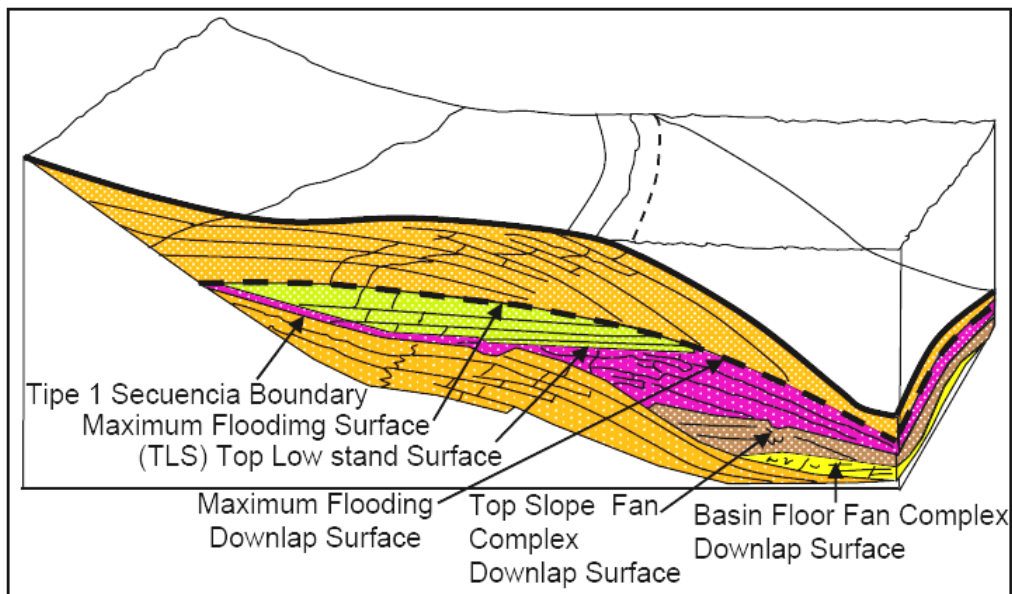 Tipe 1 Secuencia Boundary
Maximum Floodimg Surface
(TLS) Top Low stand Surface
Maximum Flooding
Downlap Surface
Top Slope Fan
Complex
Downlap Surface
Basin Floor Fan Complex
Downlap Surface